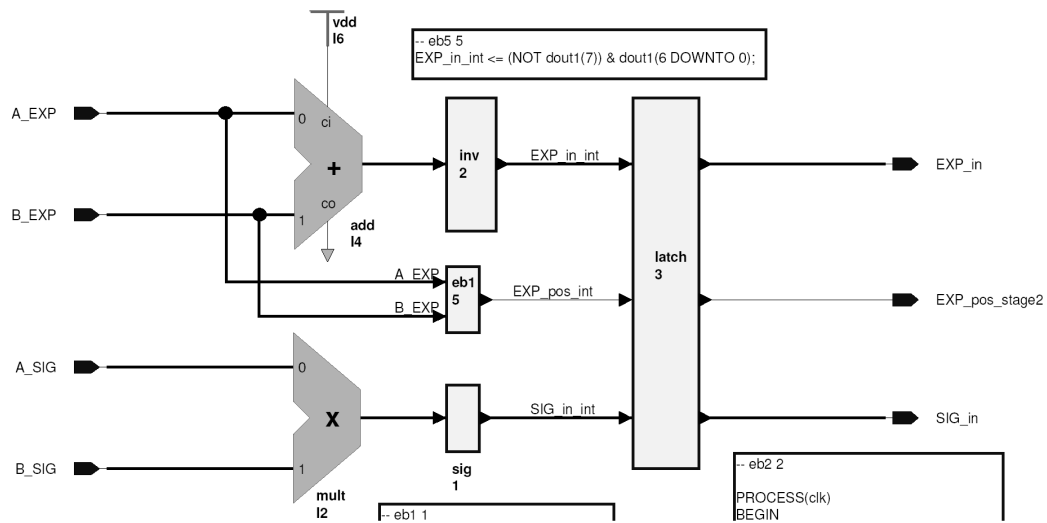 vdd
I6
-- eb5 5
EXP_in_int <= (NOT dout1(7)) & dout1(6 DOWNTO 0);
A_EXP
0
ci
+
inv
2
EXP_in_int
EXP_in
B_EXP
1
co
add
I4
latch
3
A_EXP
B_EXP
eb1
5
EXP_pos_int
EXP_pos_stage2
A_SIG
0
X
SIG_in_int
SIG_in
B_SIG
1
mult
I2
sig
1
-- eb2 2
PROCESS(clk)
BEGIN
-- eb1 1